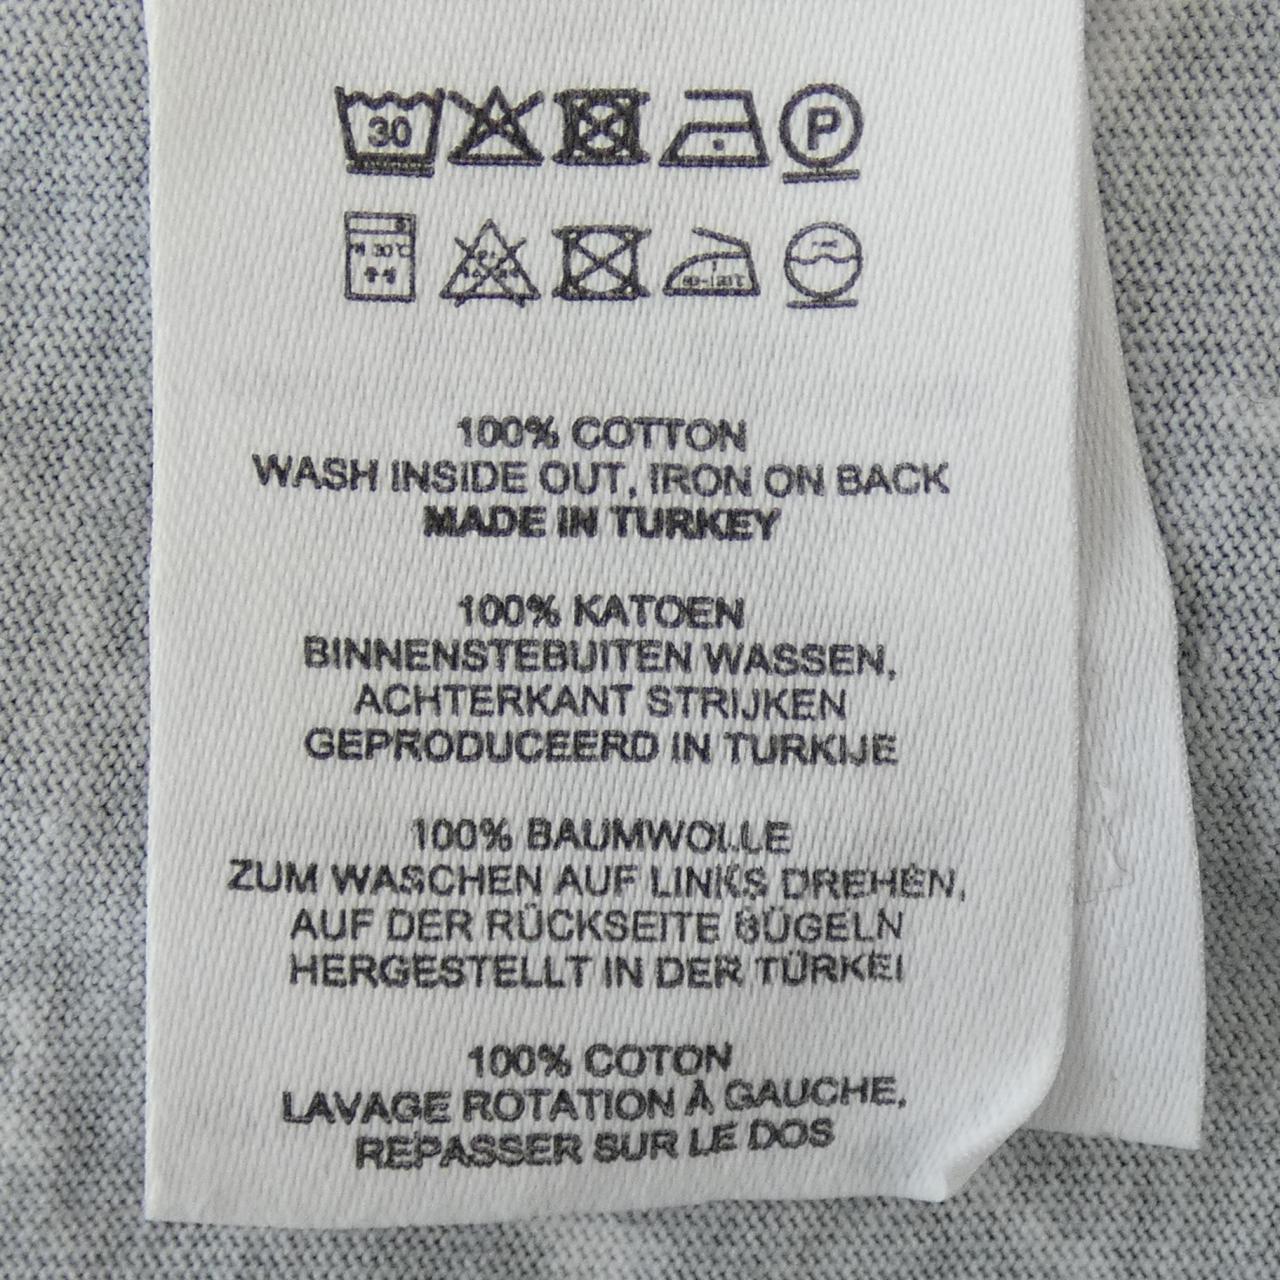 30 P
30°C
100% COTTON
WASH INSIDE OUT, IRON ON BACK
MADE IN TURKEY
100% KATOEN
BINNENSTEBUITEN WASSEN,
ACHTERKANT STRIJKEN
GEPRODUCEERD IN TURKIJE
100% BAUMWOLLE
ZUM WASCHEN AUF LINKS DREHEN,
AUF DER RÜCKSEITE BÜGELN
HERGESTELLT IN DER TÜRKEI
100% COTON
LAVAGE ROTATION À GAUCHE,
REPASSER SUR LE DOS